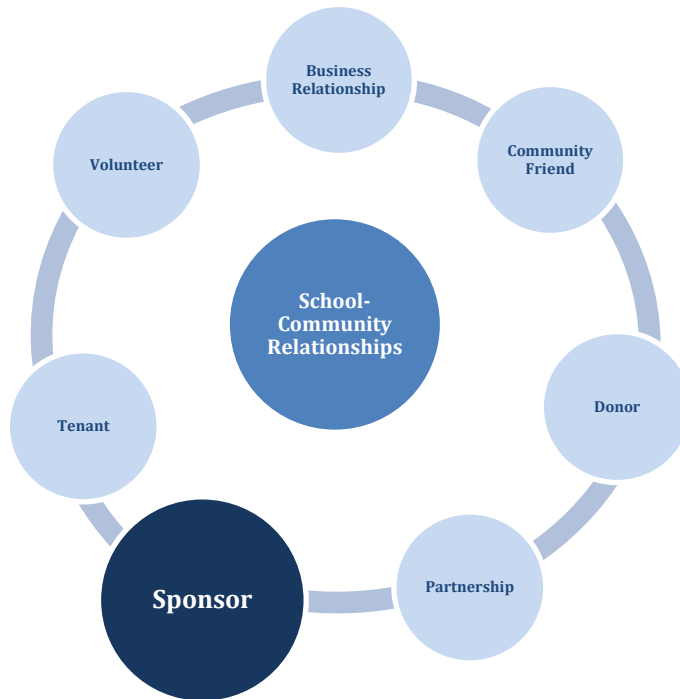 Business
Relationship
Community
Friend
Volunteer
School-
Community
Relationships
Donor
Tenant
Partnership
Sponsor